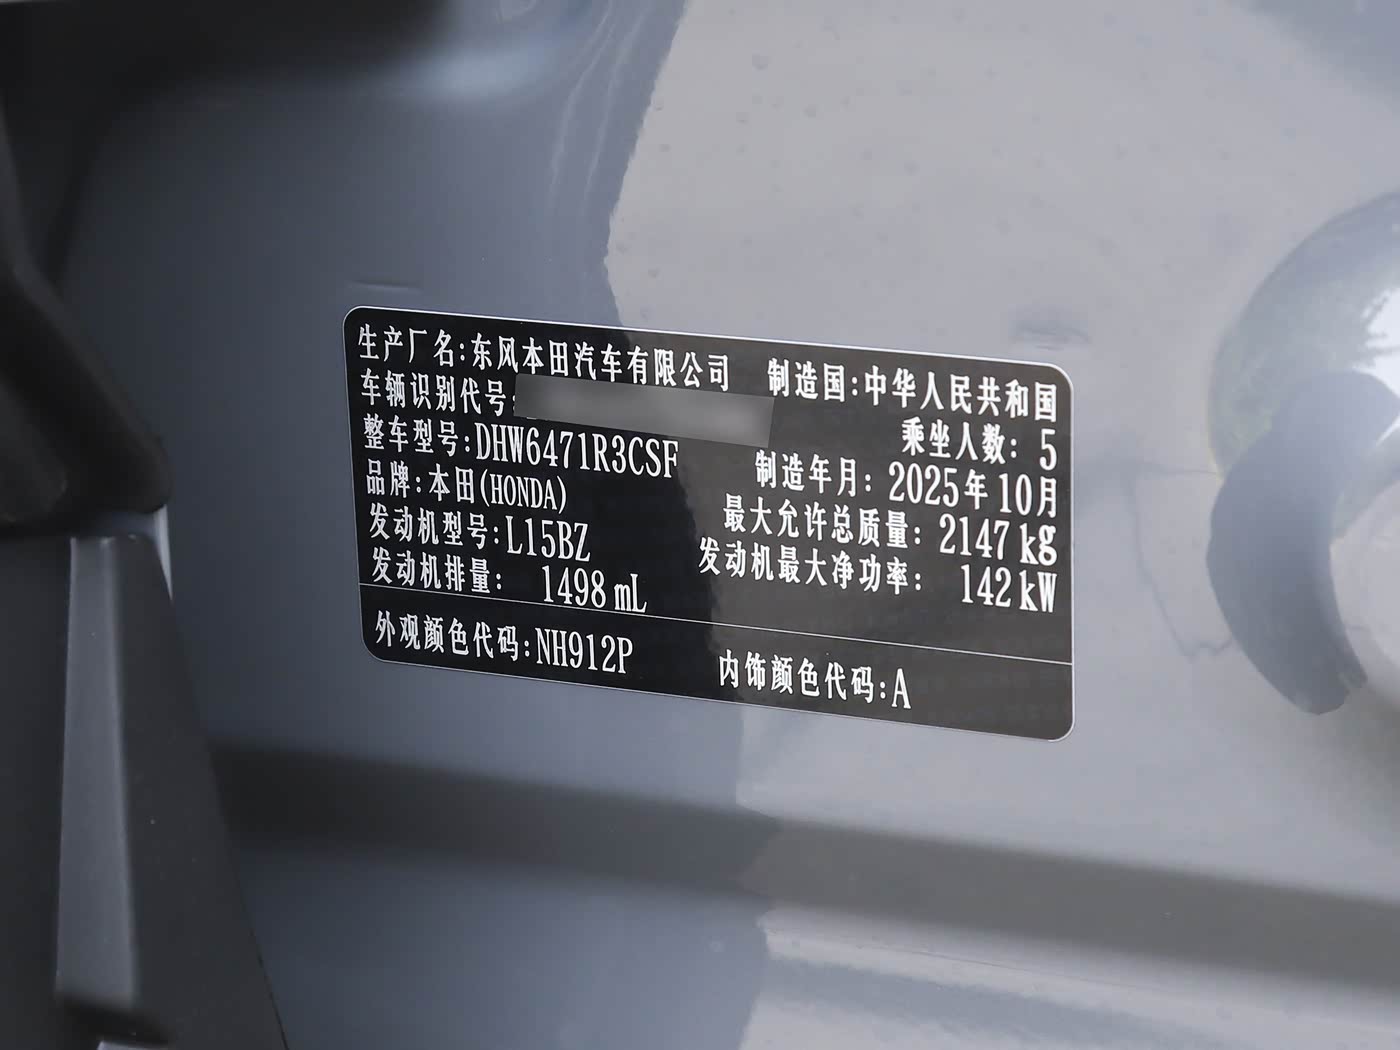 生产厂名:东风本田汽车有限公司 制造国:中华人民共和国
车辆识别代号: 乘坐人数: 5
整车型号:DHW6471R3CSF 制造年月: 2025年10月
品牌:本田(HONDA) 最大允许总质量: 2147 kg
发动机型号:L15BZ 发动机最大净功率: 142 kW
发动机排量: 1498 mL
外观颜色代码:NH912P 内饰颜色代码:A